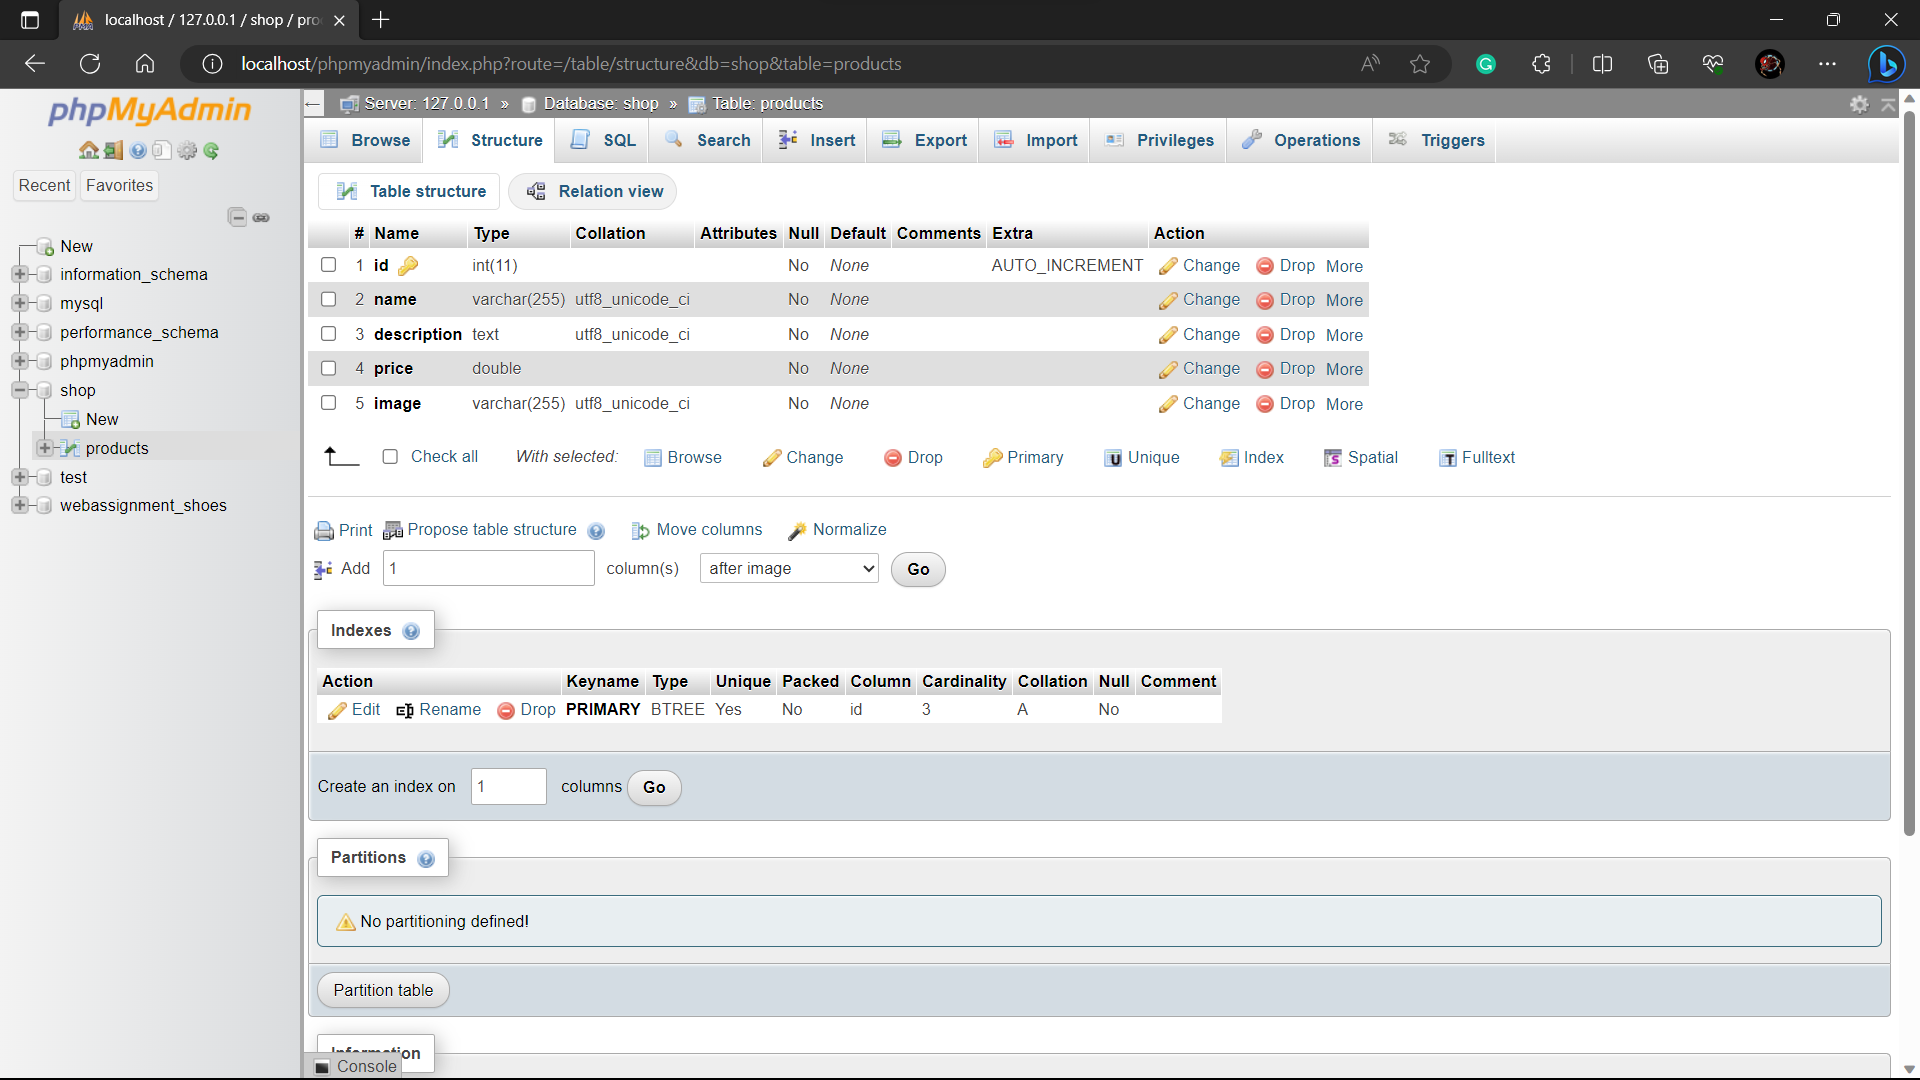 localhost / 127.0.0.1 / shop / pro
localhost/phpmyadmin/index.php?route=/table/structure&db=shop&table=products
phpMyAdmin
Recent Favorites
New
information_schema
mysql
performance_schema
phpmyadmin
shop
New
products
test
webassignment_shoes
Server: 127.0.0.1 » Database: shop » Table: products
Browse Structure SQL Search Insert Export Import Privileges Operations Triggers
Table structure Relation view
# Name Type Collation Attributes Null Default Comments Extra Action
1 id int(11) No None AUTO_INCREMENT Change Drop More
2 name varchar(255) utf8_unicode_ci No None Change Drop More
3 description text utf8_unicode_ci No None Change Drop More
4 price double No None Change Drop More
5 image varchar(255) utf8_unicode_ci No None Change Drop More
Check all With selected: Browse Change Drop Primary Unique Index Spatial Fulltext
Print Propose table structure Move columns Normalize
Add 1 column(s) after image Go
Indexes
Action Keyname Type Unique Packed Column Cardinality Collation Null Comment
Edit Rename Drop PRIMARY BTREE Yes No id 3 A No
Create an index on 1 columns Go
Partitions
No partitioning defined!
Partition table
Information
Console